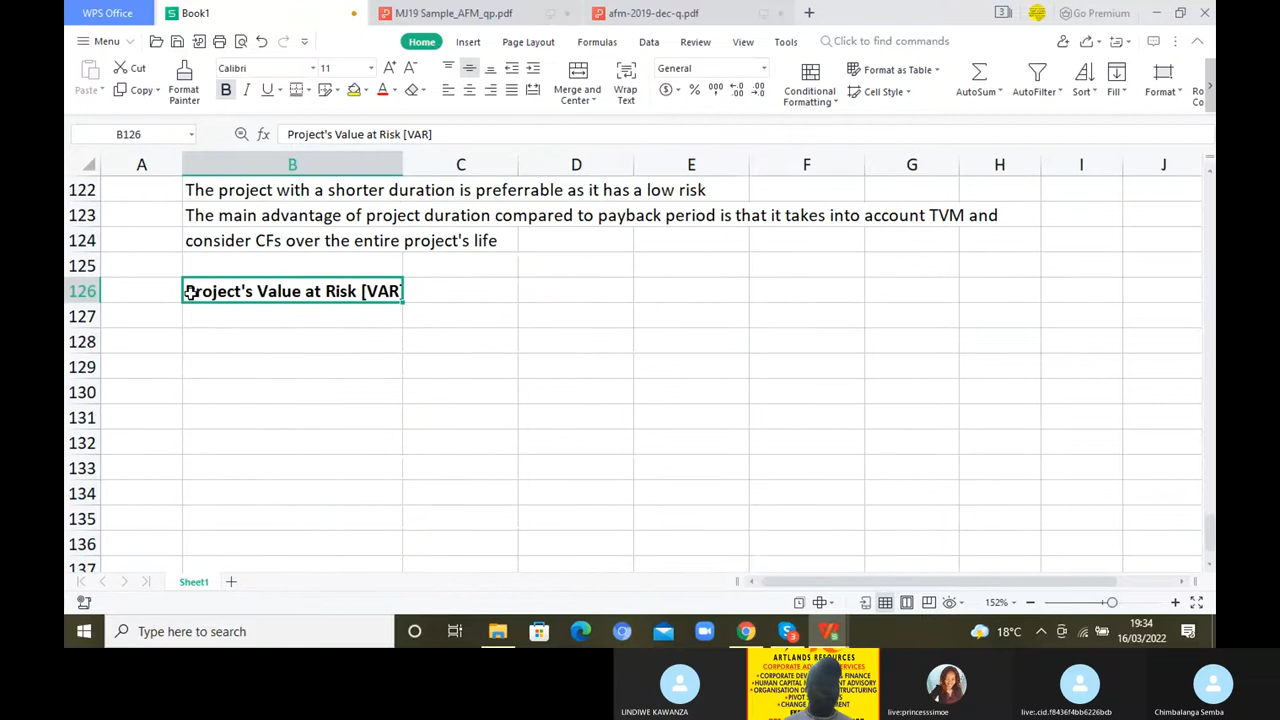 WPS Office
Book1
MJ19 Sample_AFM_qp.pdf
afm-2019-dec-q.pdf
3
Go Premium
Menu
Home
Insert
Page Layout
Formulas
Data
Review
View
Tools
Click to find commands
Paste
Cut
Copy
Format Painter
Calibri
11
B I U
Merge and Center
Wrap Text
General
Conditional Formatting
Format as Table
Cell Style
AutoSum
AutoFilter
Sort
Fill
Format
B126
fx
Project's Value at Risk [VAR]
A B C D E F G H I J
122 The project with a shorter duration is preferrable as it has a low risk
123 The main advantage of project duration compared to payback period is that it takes into account TVM and
124 consider CFs over the entire project's life
125
126 Project's Value at Risk [VAR]
127
128
129
130
131
132
133
134
135
136
137
Sheet1
152%
Type here to search
18°C
19:34
16/03/2022
ARTLANDS RESOURCES
LINDIWE KAWANZA
live:princesssimoe
live:.cid.f8436f4bb6226bcb
Chimbalanga Semba